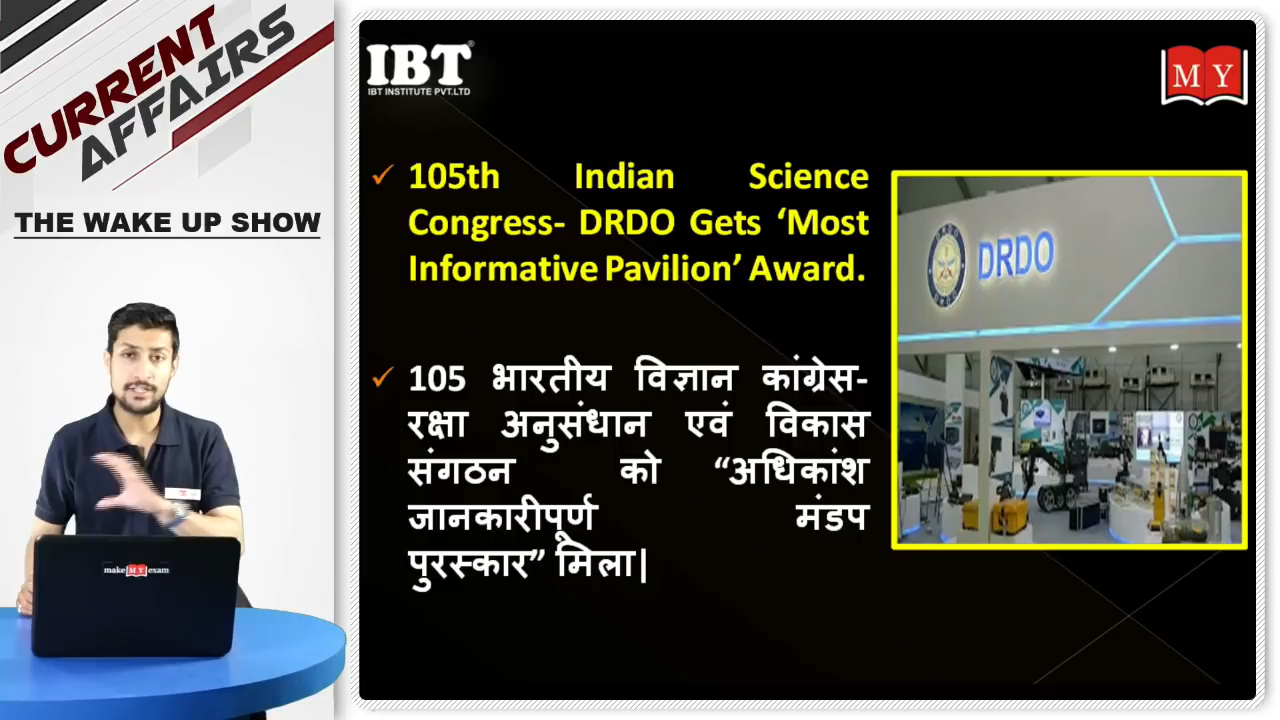 CURRENT
AFFAIRS
THE WAKE UP SHOW
make MY exam
IBT
IBT INSTITUTE PVT.LTD
M Y
105th Indian Science
Congress- DRDO Gets ‘Most
Informative Pavilion’ Award.
105 भारतीय विज्ञान कांग्रेस-
रक्षा अनुसंधान एवं विकास
संगठन को “अधिकांश
जानकारीपूर्ण मंडप
पुरस्कार” मिला|
DRDO